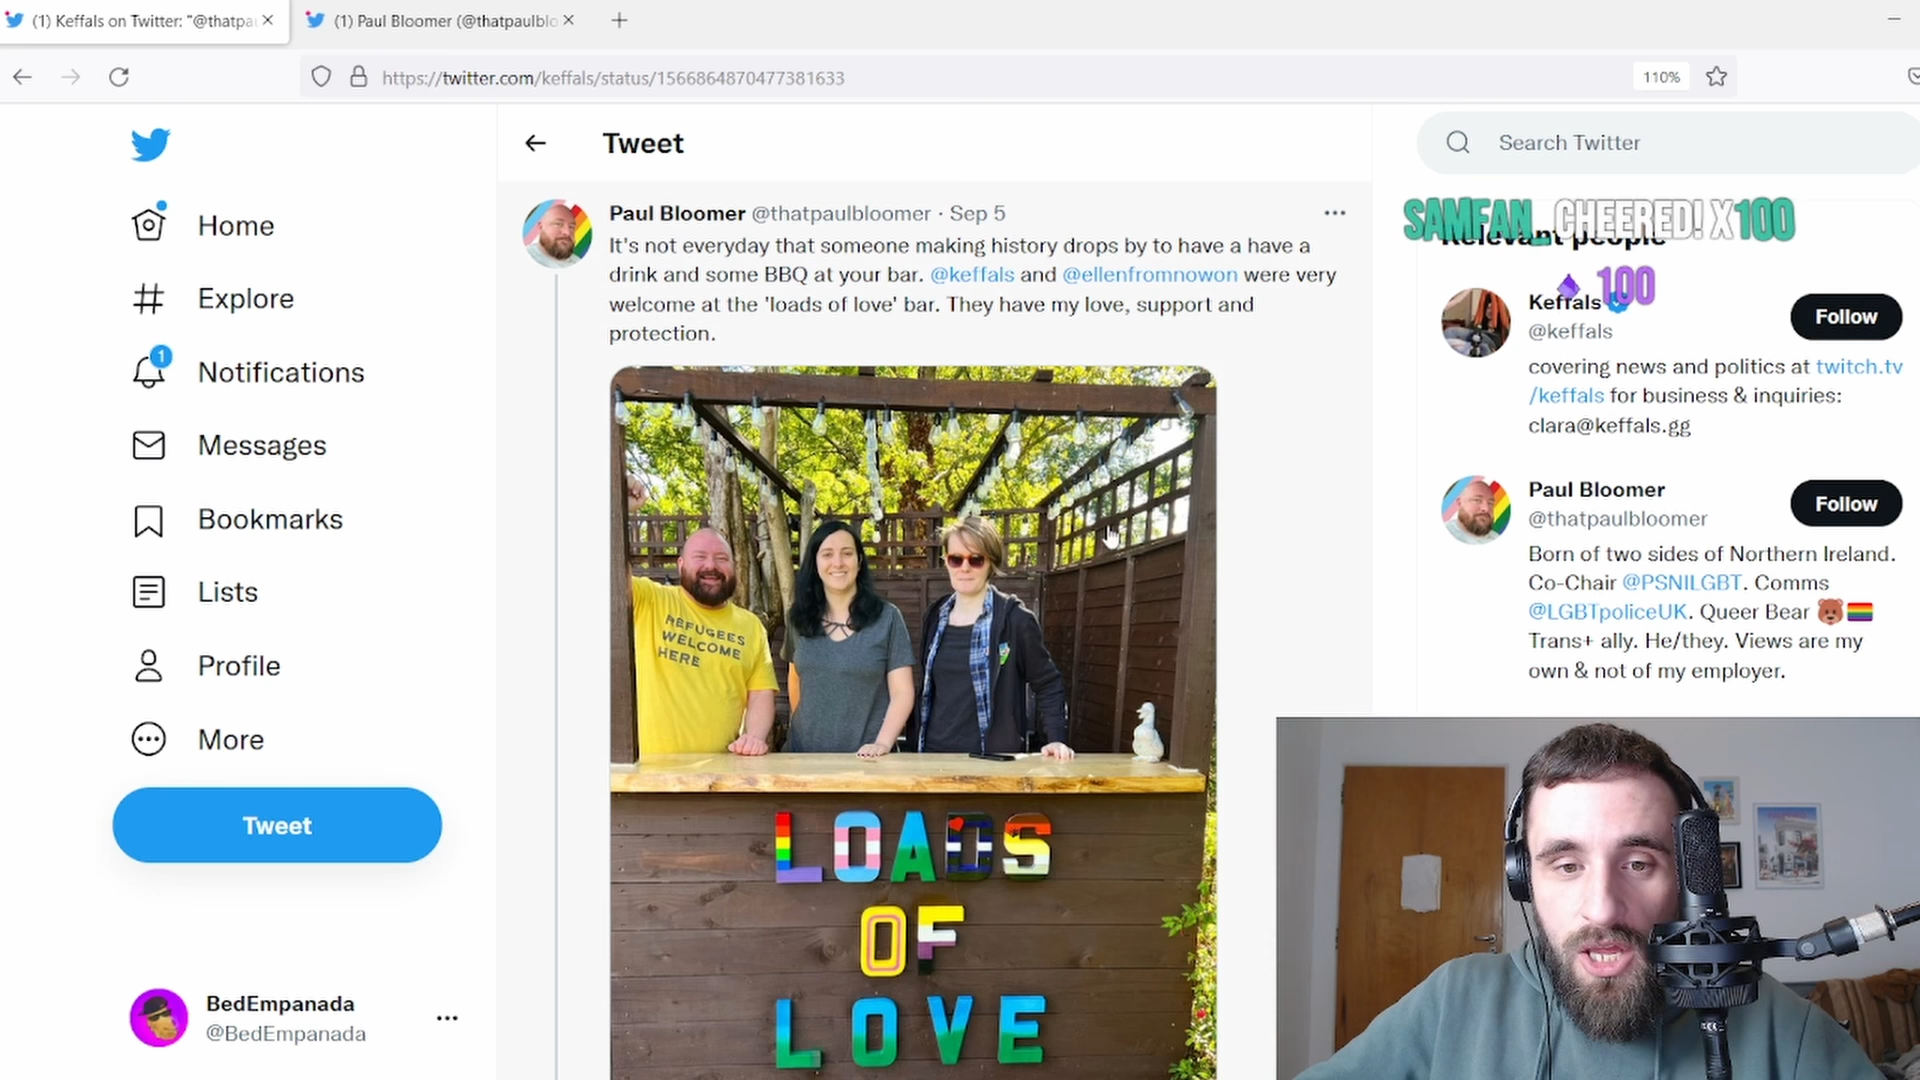 (1) Keffals on Twitter: "@thatpa
(1) Paul Bloomer (@thatpaulblo
https://twitter.com/keffals/status/1566864870477381633
110%
Home
Explore
1
Notifications
Messages
Bookmarks
Lists
Profile
More
Tweet
BedEmpanada
@BedEmpanada
Tweet
Paul Bloomer @thatpaulbloomer · Sep 5
It's not everyday that someone making history drops by to have a have a
drink and some BBQ at your bar. @keffals and @ellenfromnowon were very
welcome at the 'loads of love' bar. They have my love, support and
protection.
REFUGEES
WELCOME
HERE
LOADS
OF
LOVE
Search Twitter
SAMFAN_ CHEERED! X100
Relevant people
100
Keffals
@keffals
Follow
covering news and politics at twitch.tv
/keffals for business & inquiries:
clara@keffals.gg
Paul Bloomer
@thatpaulbloomer
Follow
Born of two sides of Northern Ireland.
Co-Chair @PSNILGBT. Comms
@LGBTpoliceUK. Queer Bear 🐻🏳️‍🌈
Trans+ ally. He/they. Views are my
own & not of my employer.